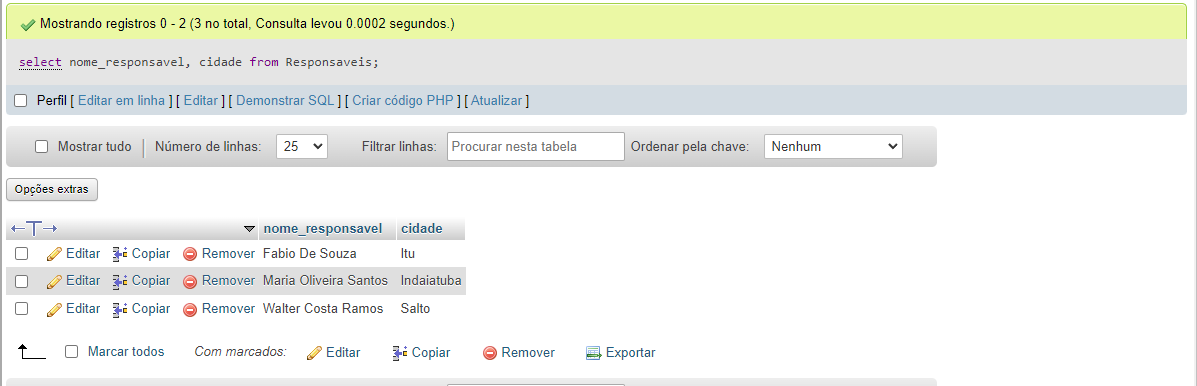 Mostrando registros 0 - 2 (3 no total, Consulta levou 0.0002 segundos.)
select nome_responsavel, cidade from Responsaveis;
Perfil [ Editar em linha ] [ Editar ] [ Demonstrar SQL ] [ Criar código PHP ] [ Atualizar ]
Mostrar tudo | Número de linhas: 25 Filtrar linhas: Procurar nesta tabela Ordenar pela chave: Nenhum
Opções extras
←T→ nome_responsavel cidade
Editar Copiar Remover Fabio De Souza Itu
Editar Copiar Remover Maria Oliveira Santos Indaiatuba
Editar Copiar Remover Walter Costa Ramos Salto
Marcar todos Com marcados: Editar Copiar Remover Exportar